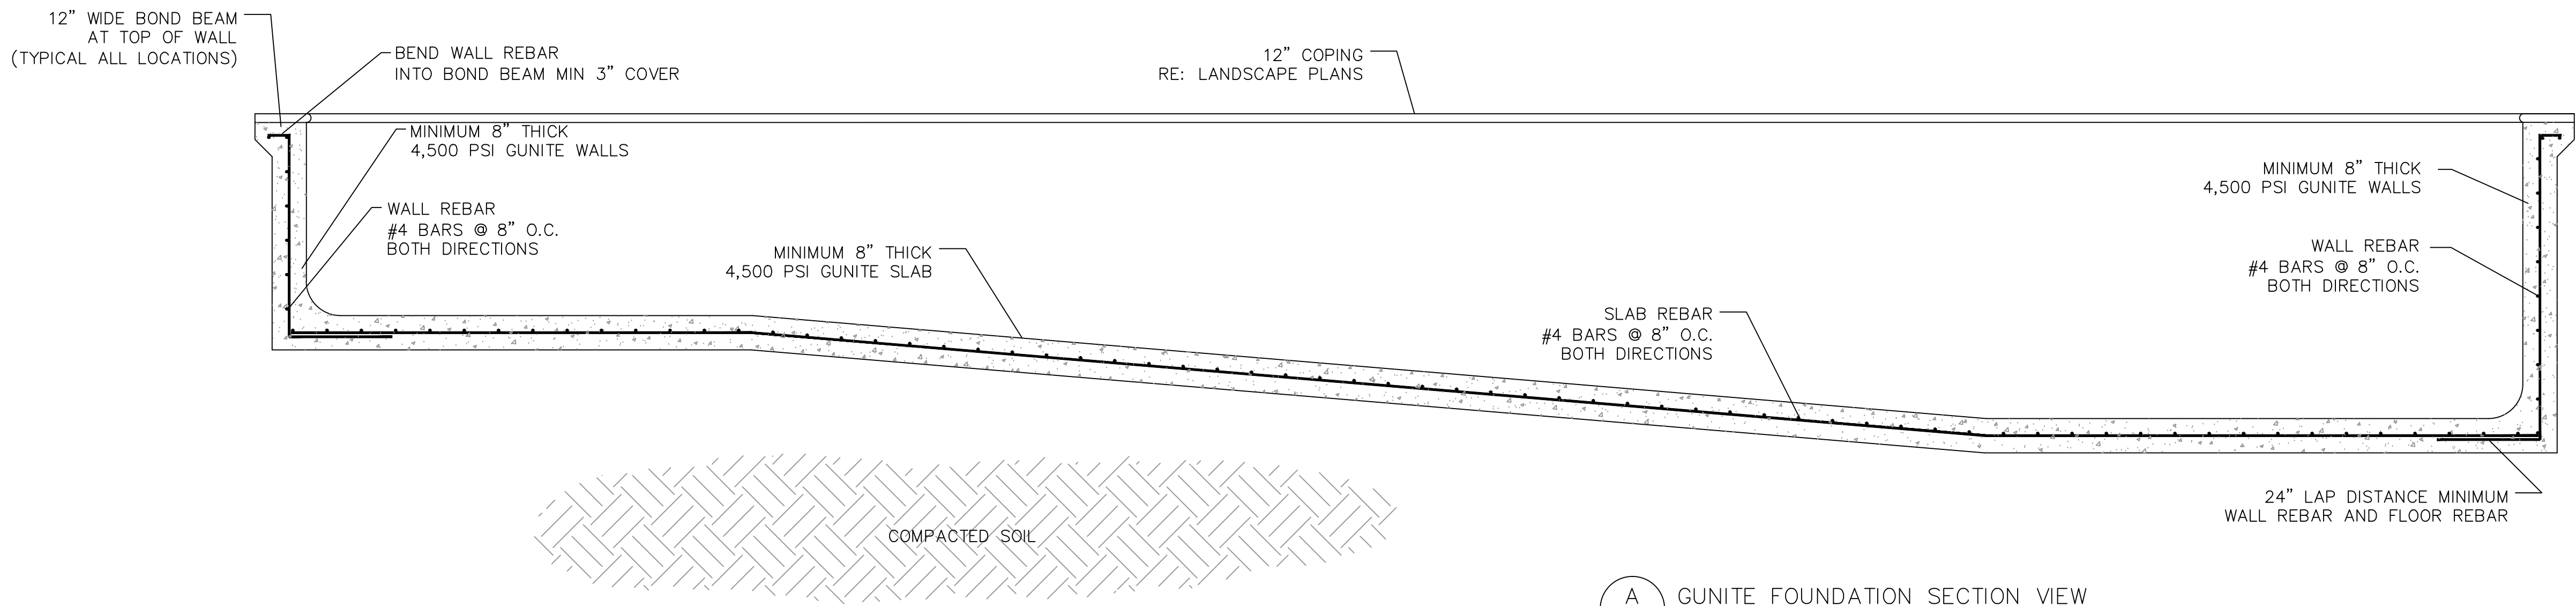 12” WIDE BOND BEAM
AT TOP OF WALL
(TYPICAL ALL LOCATIONS)
BEND WALL REBAR
INTO BOND BEAM MIN 3” COVER
12” COPING
RE: LANDSCAPE PLANS
MINIMUM 8” THICK
4,500 PSI GUNITE WALLS
WALL REBAR
#4 BARS @ 8” O.C.
BOTH DIRECTIONS
MINIMUM 8” THICK
4,500 PSI GUNITE SLAB
SLAB REBAR
#4 BARS @ 8” O.C.
BOTH DIRECTIONS
MINIMUM 8” THICK
4,500 PSI GUNITE WALLS
WALL REBAR
#4 BARS @ 8” O.C.
BOTH DIRECTIONS
24” LAP DISTANCE MINIMUM
WALL REBAR AND FLOOR REBAR
COMPACTED SOIL
A GUNITE FOUNDATION SECTION VIEW